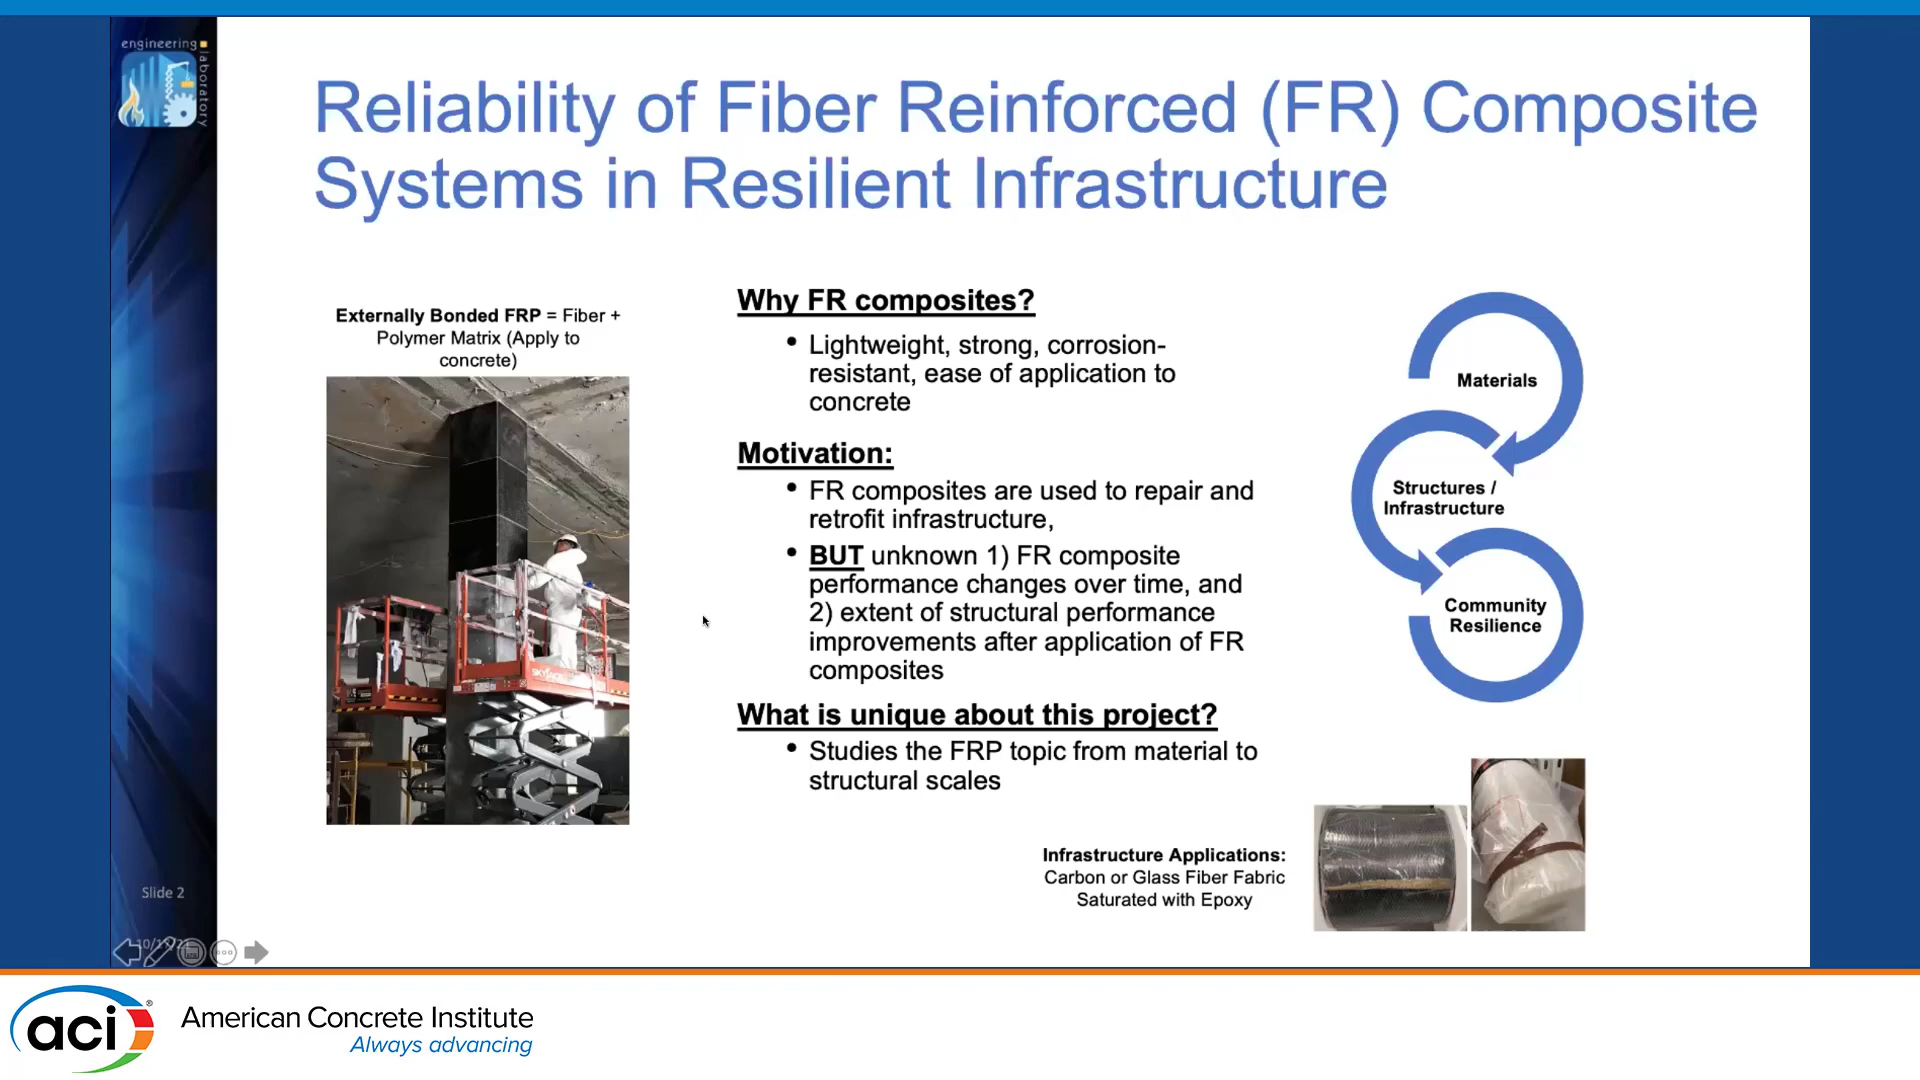 engineering
laboratory
Reliability of Fiber Reinforced (FR) Composite
Systems in Resilient Infrastructure
Externally Bonded FRP = Fiber +
Polymer Matrix (Apply to
concrete)
Why FR composites?
• Lightweight, strong, corrosion-
resistant, ease of application to
concrete
Motivation:
• FR composites are used to repair and
retrofit infrastructure,
• BUT unknown 1) FR composite
performance changes over time, and
2) extent of structural performance
improvements after application of FR
composites
What is unique about this project?
• Studies the FRP topic from material to
structural scales
Materials
Structures /
Infrastructure
Community
Resilience
Infrastructure Applications:
Carbon or Glass Fiber Fabric
Saturated with Epoxy
Slide 2
aci®
American Concrete Institute
Always advancing